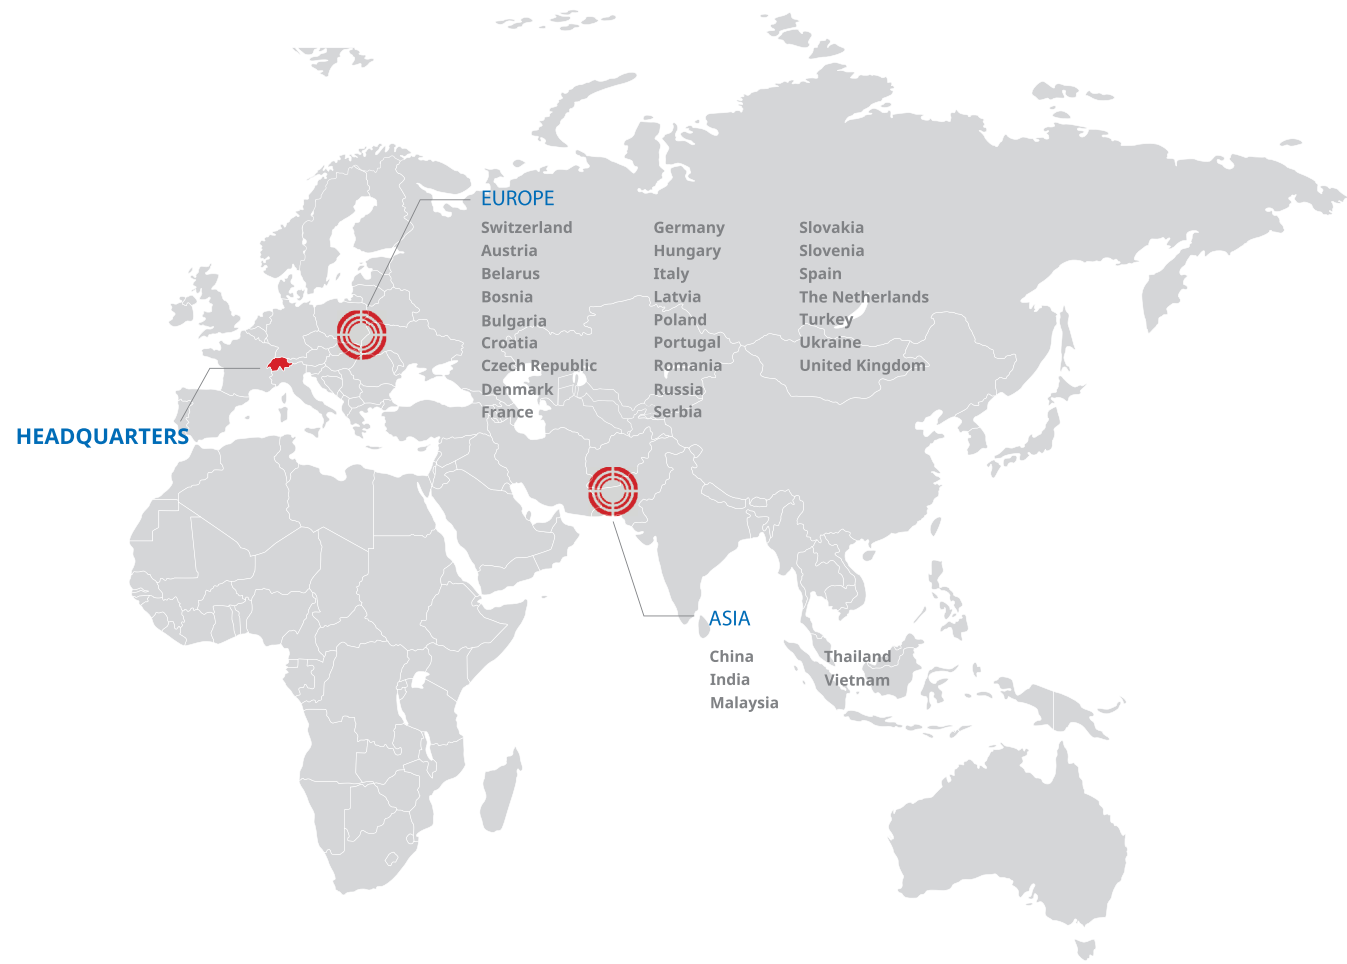 EUROPE
Switzerland
Austria
Belarus
Bosnia
Bulgaria
Croatia
Czech Republic
Denmark
France
Germany
Hungary
Italy
Latvia
Poland
Portugal
Romania
Russia
Serbia
Slovakia
Slovenia
Spain
The Netherlands
Turkey
Ukraine
United Kingdom
HEADQUARTERS
ASIA
China
India
Malaysia
Thailand
Vietnam